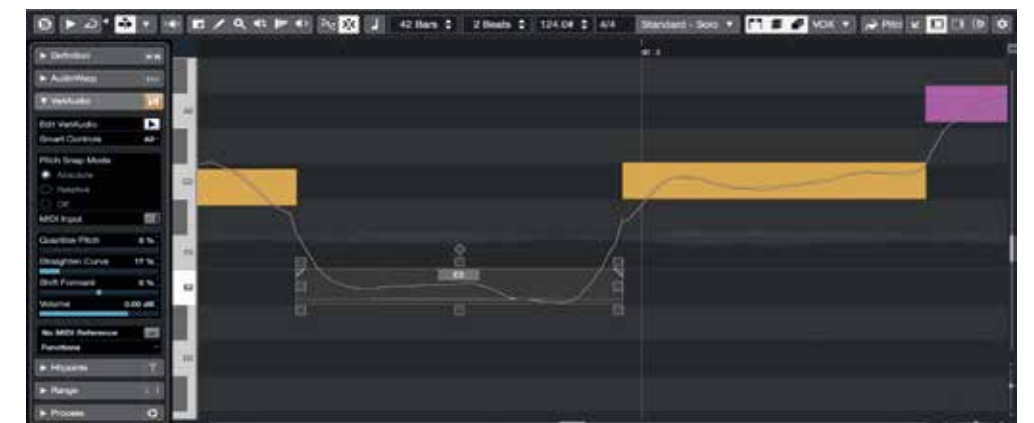 42 Bars 2 Beats 4/4 Standard - Solo VOX
Definition
AudioWarp
VariAudio
Edit VariAudio
Smart Controls
Pitch Snap Mode
Absolute
Relative
Off
MIDI Input
Quantize Pitch 0 %
Straighten Curve 17 %
Shift Formant 0 %
Volume 0.00 dB
No MIDI Reference
Functions
Hitpoints
Range
Process